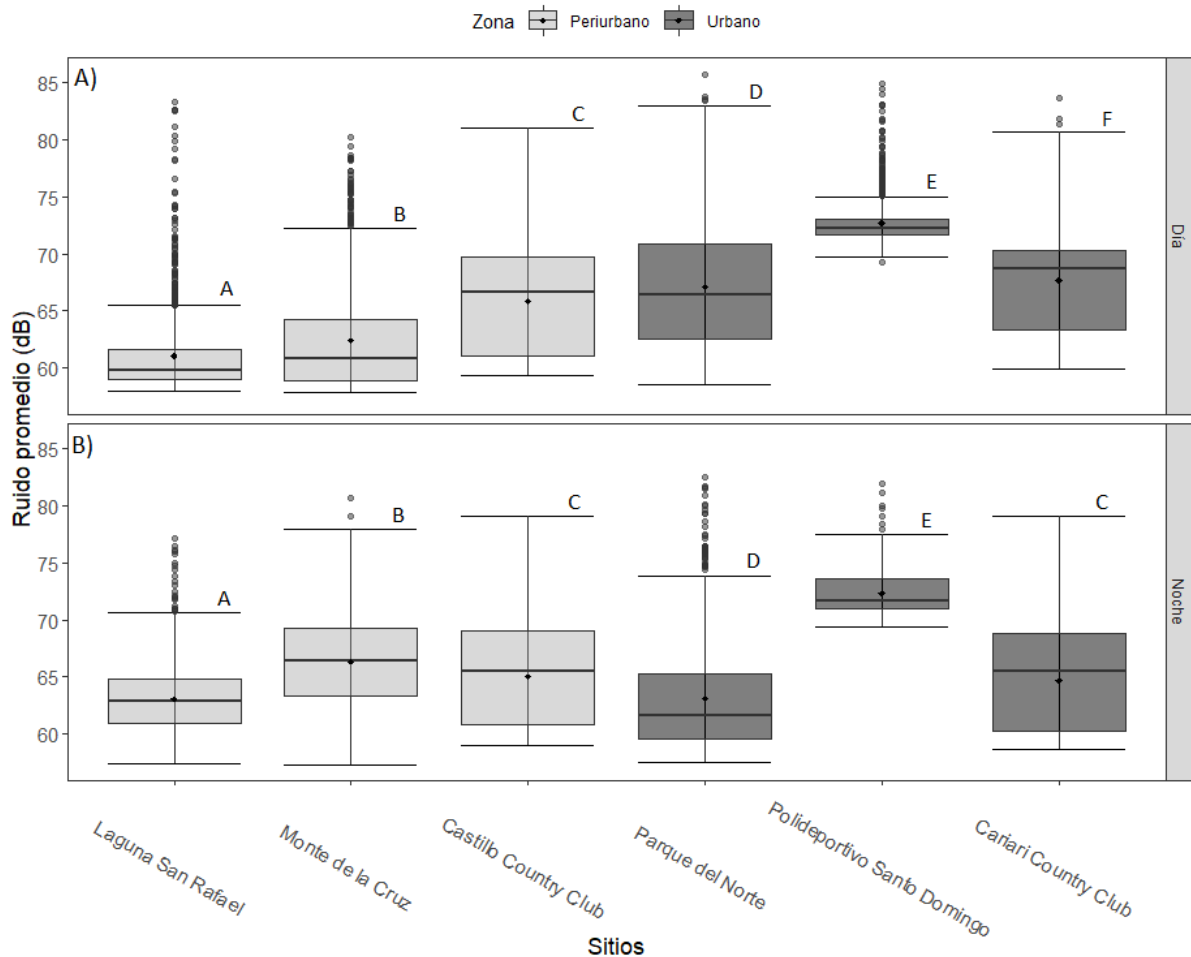 Zona Periurbano Urbano
A)
85
80
75
70
65
60
A
B
C
D
E
F
Día
Ruido promedio (dB)
B)
85
80
75
70
65
60
A
B
C
D
E
C
Noche
Laguna San Rafael
Monte de la Cruz
Castillo Country Club
Parque del Norte
Polideportivo Santo Domingo
Cariari Country Club
Sitios